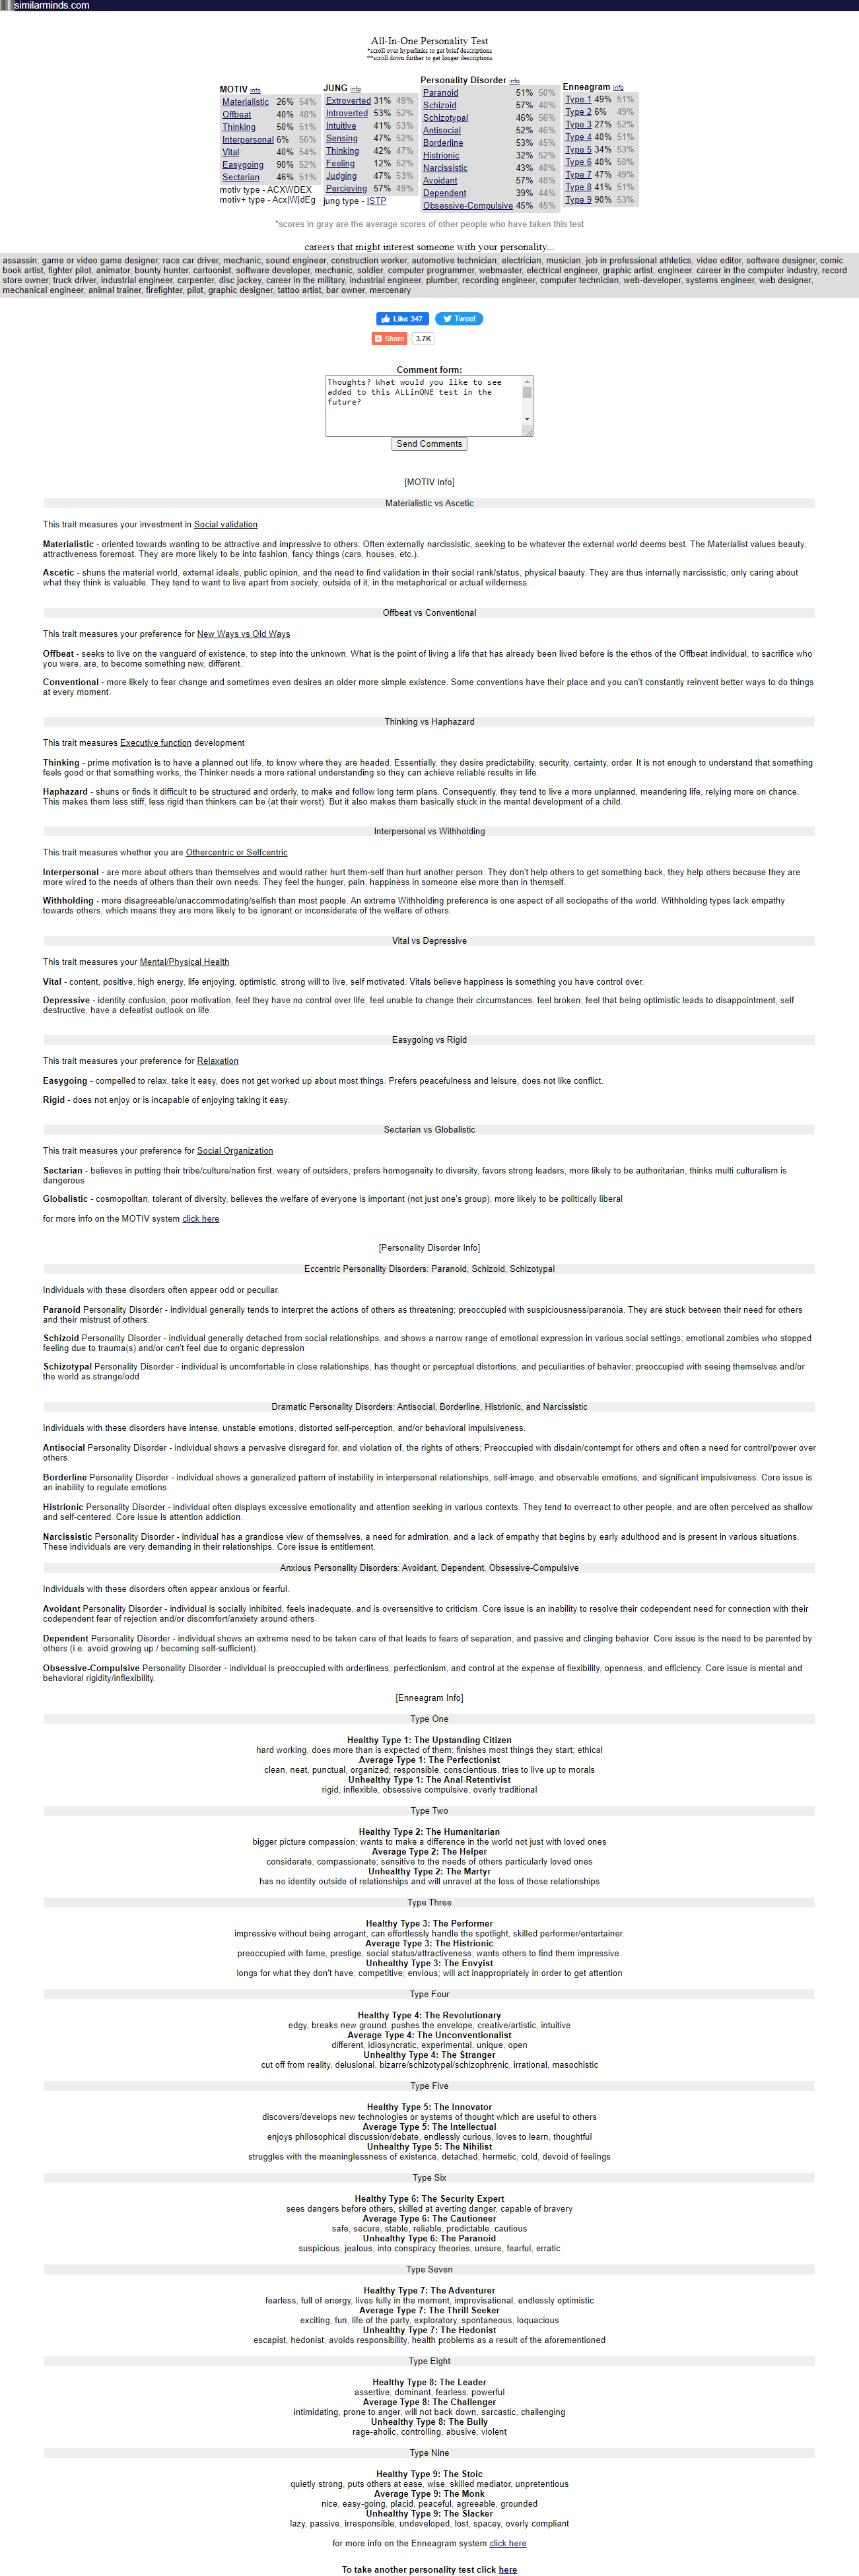 similarminds.com
All-In-One Personality Test
*scroll over hyperlinks to get brief descriptions
**scroll down further to get longer descriptions
MOTIV info
Materialistic 26% 54%
Offbeat 40% 48%
Thinking 50% 51%
Interpersonal 6% 56%
Vital 40% 54%
Easygoing 90% 52%
Sectarian 46% 51%
motiv type - ACXWDEX
motiv+ type - Acx|W|dEg
JUNG info
Extroverted 31% 49%
Introverted 53% 52%
Intuitive 41% 53%
Sensing 47% 52%
Thinking 42% 47%
Feeling 12% 52%
Judging 47% 53%
Percieving 57% 49%
jung type - ISTP
Personality Disorder info
Paranoid 51% 50%
Schizoid 57% 40%
Schizotypal 46% 56%
Antisocial 52% 46%
Borderline 53% 45%
Histrionic 32% 52%
Narcissistic 43% 40%
Avoidant 57% 48%
Dependent 39% 44%
Obsessive-Compulsive 45% 45%
Enneagram info
Type 1 49% 51%
Type 2 6% 49%
Type 3 27% 52%
Type 4 40% 51%
Type 5 34% 53%
Type 6 40% 50%
Type 7 47% 49%
Type 8 41% 51%
Type 9 90% 53%
*scores in gray are the average scores of other people who have taken this test
careers that might interest someone with your personality...
assassin, game or video game designer, race car driver, mechanic, sound engineer, construction worker, automotive technician, electrician, musician, job in professional athletics, video editor, software designer, comic
book artist, fighter pilot, animator, bounty hunter, cartoonist, software developer, mechanic, soldier, computer programmer, webmaster, electrical engineer, graphic artist, engineer, career in the computer industry, record
store owner, truck driver, industrial engineer, carpenter, disc jockey, career in the military, industrial engineer, plumber, recording engineer, computer technician, web-developer, systems engineer, web designer,
mechanical engineer, animal trainer, firefighter, pilot, graphic designer, tattoo artist, bar owner, mercenary
Like 347 Tweet
Share 3.7K
Comment form:
Thoughts? What would you like to see
added to this ALLinONE test in the
future?
Send Comments
[MOTIV Info]
Materialistic vs Ascetic
This trait measures your investment in Social validation
Materialistic - oriented towards wanting to be attractive and impressive to others. Often externally narcissistic, seeking to be whatever the external world deems best. The Materialist values beauty,
attractiveness foremost. They are more likely to be into fashion, fancy things (cars, houses, etc.).
Ascetic - shuns the material world, external ideals, public opinion, and the need to find validation in their social rank/status, physical beauty. They are thus internally narcissistic, only caring about
what they think is valuable. They tend to want to live apart from society, outside of it, in the metaphorical or actual wilderness.
Offbeat vs Conventional
This trait measures your preference for New Ways vs Old Ways
Offbeat - seeks to live on the vanguard of existence, to step into the unknown. What is the point of living a life that has already been lived before is the ethos of the Offbeat individual, to sacrifice who
you were, are, to become something new, different.
Conventional - more likely to fear change and sometimes even desires an older more simple existence. Some conventions have their place and you can't constantly reinvent better ways to do things
at every moment.
Thinking vs Haphazard
This trait measures Executive function development
Thinking - prime motivation is to have a planned out life, to know where they are headed. Essentially, they desire predictability, security, certainty, order. It is not enough to understand that something
feels good or that something works, the Thinker needs a more rational understanding so they can achieve reliable results in life.
Haphazard - shuns or finds it difficult to be structured and orderly, to make and follow long term plans. Consequently, they tend to live a more unplanned, meandering life, relying more on chance.
This makes them less stiff, less rigid than thinkers can be (at their worst). But it also makes them basically stuck in the mental development of a child.
Interpersonal vs Withholding
This trait measures whether you are Othercentric or Selfcentric
Interpersonal - are more about others than themselves and would rather hurt them-self than hurt another person. They don't help others to get something back, they help others because they are
more wired to the needs of others than their own needs. They feel the hunger, pain, happiness in someone else more than in themself.
Withholding - more disagreeable/unaccommodating/selfish than most people. An extreme Withholding preference is one aspect of all sociopaths of the world. Withholding types lack empathy
towards others, which means they are more likely to be ignorant or inconsiderate of the welfare of others.
Vital vs Depressive
This trait measures your Mental/Physical Health
Vital - content, positive, high energy, life enjoying, optimistic, strong will to live, self motivated. Vitals believe happiness is something you have control over.
Depressive - identity confusion, poor motivation, feel they have no control over life, feel unable to change their circumstances, feel broken, feel that being optimistic leads to disappointment, self
destructive, have a defeatist outlook on life.
Easygoing vs Rigid
This trait measures your preference for Relaxation
Easygoing - compelled to relax, take it easy, does not get worked up about most things. Prefers peacefulness and leisure, does not like conflict.
Rigid - does not enjoy or is incapable of enjoying taking it easy.
Sectarian vs Globalistic
This trait measures your preference for Social Organization
Sectarian - believes in putting their tribe/culture/nation first, weary of outsiders, prefers homogeneity to diversity, favors strong leaders, more likely to be authoritarian, thinks multi culturalism is
dangerous
Globalistic - cosmopolitan, tolerant of diversity, believes the welfare of everyone is important (not just one's group), more likely to be politically liberal
for more info on the MOTIV system click here
[Personality Disorder Info]
Eccentric Personality Disorders: Paranoid, Schizoid, Schizotypal
Individuals with these disorders often appear odd or peculiar.
Paranoid Personality Disorder - individual generally tends to interpret the actions of others as threatening; preoccupied with suspiciousness/paranoia. They are stuck between their need for others
and their mistrust of others.
Schizoid Personality Disorder - individual generally detached from social relationships, and shows a narrow range of emotional expression in various social settings; emotional zombies who stopped
feeling due to trauma(s) and/or can't feel due to organic depression
Schizotypal Personality Disorder - individual is uncomfortable in close relationships, has thought or perceptual distortions, and peculiarities of behavior; preoccupied with seeing themselves and/or
the world as strange/odd
Dramatic Personality Disorders: Antisocial, Borderline, Histrionic, and Narcissistic
Individuals with these disorders have intense, unstable emotions, distorted self-perception, and/or behavioral impulsiveness.
Antisocial Personality Disorder - individual shows a pervasive disregard for, and violation of, the rights of others; Preoccupied with disdain/contempt for others and often a need for control/power over
others.
Borderline Personality Disorder - individual shows a generalized pattern of instability in interpersonal relationships, self-image, and observable emotions, and significant impulsiveness. Core issue is
an inability to regulate emotions.
Histrionic Personality Disorder - individual often displays excessive emotionality and attention seeking in various contexts. They tend to overreact to other people, and are often perceived as shallow
and self-centered. Core issue is attention addiction.
Narcissistic Personality Disorder - individual has a grandiose view of themselves, a need for admiration, and a lack of empathy that begins by early adulthood and is present in various situations.
These individuals are very demanding in their relationships. Core issue is entitlement.
Anxious Personality Disorders: Avoidant, Dependent, Obsessive-Compulsive
Individuals with these disorders often appear anxious or fearful.
Avoidant Personality Disorder - individual is socially inhibited, feels inadequate, and is oversensitive to criticism. Core issue is an inability to resolve their codependent need for connection with their
codependent fear of rejection and/or discomfort/anxiety around others.
Dependent Personality Disorder - individual shows an extreme need to be taken care of that leads to fears of separation, and passive and clinging behavior. Core issue is the need to be parented by
others (i.e. avoid growing up / becoming self-sufficient).
Obsessive-Compulsive Personality Disorder - individual is preoccupied with orderliness, perfectionism, and control at the expense of flexibility, openness, and efficiency. Core issue is mental and
behavioral rigidity/inflexibility.
[Enneagram Info]
Type One
Healthy Type 1: The Upstanding Citizen
hard working, does more than is expected of them; finishes most things they start; ethical
Average Type 1: The Perfectionist
clean, neat, punctual, organized; responsible, conscientious, tries to live up to morals
Unhealthy Type 1: The Anal-Retentivist
rigid, inflexible, obsessive compulsive, overly traditional
Type Two
Healthy Type 2: The Humanitarian
bigger picture compassion; wants to make a difference in the world not just with loved ones
Average Type 2: The Helper
considerate, compassionate; sensitive to the needs of others particularly loved ones
Unhealthy Type 2: The Martyr
has no identity outside of relationships and will unravel at the loss of those relationships
Type Three
Healthy Type 3: The Performer
impressive without being arrogant, can effortlessly handle the spotlight, skilled performer/entertainer.
Average Type 3: The Histrionic
preoccupied with fame, prestige, social status/attractiveness; wants others to find them impressive.
Unhealthy Type 3: The Envyist
longs for what they don't have; competitive; envious; will act inappropriately in order to get attention
Type Four
Healthy Type 4: The Revolutionary
edgy, breaks new ground, pushes the envelope, creative/artistic, intuitive
Average Type 4: The Unconventionalist
different, idiosyncratic, experimental, unique, open
Unhealthy Type 4: The Stranger
cut off from reality, delusional, bizarre/schizotypal/schizophrenic, irrational, masochistic
Type Five
Healthy Type 5: The Innovator
discovers/develops new technologies or systems of thought which are useful to others
Average Type 5: The Intellectual
enjoys philosophical discussion/debate, endlessly curious, loves to learn, thoughtful
Unhealthy Type 5: The Nihilist
struggles with the meaninglessness of existence, detached, hermetic, cold, devoid of feelings
Type Six
Healthy Type 6: The Security Expert
sees dangers before others, skilled at averting danger, capable of bravery
Average Type 6: The Cautioneer
safe, secure, stable, reliable, predictable, cautious
Unhealthy Type 6: The Paranoid
suspicious, jealous, into conspiracy theories, unsure, fearful, erratic
Type Seven
Healthy Type 7: The Adventurer
fearless, full of energy, lives fully in the moment, improvisational, endlessly optimistic
Average Type 7: The Thrill Seeker
exciting, fun, life of the party, exploratory, spontaneous, loquacious
Unhealthy Type 7: The Hedonist
escapist, hedonist, avoids responsibility, health problems as a result of the aforementioned
Type Eight
Healthy Type 8: The Leader
assertive, dominant, fearless, powerful
Average Type 8: The Challenger
intimidating, prone to anger, will not back down, sarcastic, challenging
Unhealthy Type 8: The Bully
rage-aholic, controlling, abusive, violent
Type Nine
Healthy Type 9: The Stoic
quietly strong, puts others at ease, wise, skilled mediator, unpretentious
Average Type 9: The Monk
nice, easy-going, placid, peaceful, agreeable, grounded
Unhealthy Type 9: The Slacker
lazy, passive, irresponsible, undeveloped, lost, spacey, overly compliant
for more info on the Enneagram system click here
To take another personality test click here